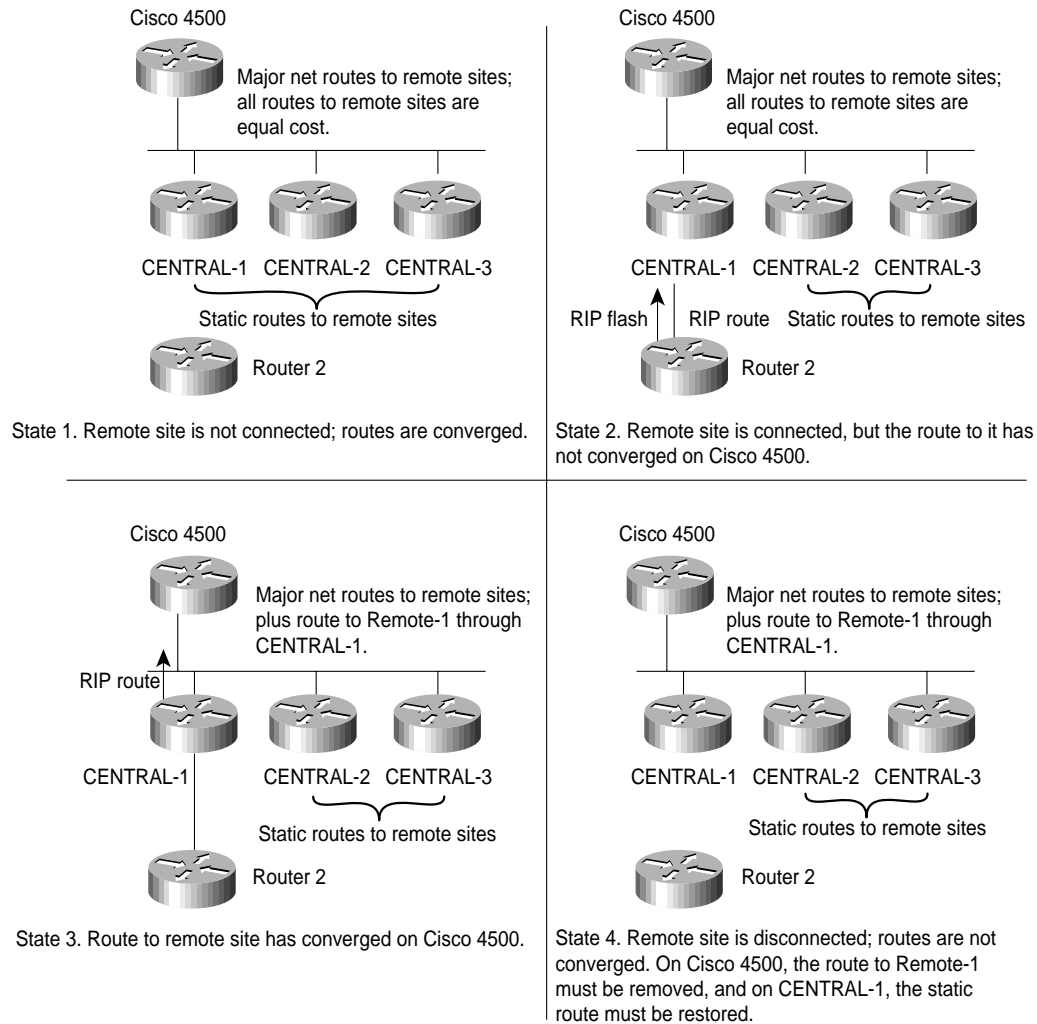 Cisco 4500
Major net routes to remote sites;
all routes to remote sites are
equal cost.
CENTRAL-1 CENTRAL-2 CENTRAL-3
Static routes to remote sites
Router 2
State 1. Remote site is not connected; routes are converged.
Cisco 4500
Major net routes to remote sites;
all routes to remote sites are
equal cost.
CENTRAL-1 CENTRAL-2 CENTRAL-3
RIP flash RIP route Static routes to remote sites
Router 2
State 2. Remote site is connected, but the route to it has
not converged on Cisco 4500.
Cisco 4500
Major net routes to remote sites;
plus route to Remote-1 through
CENTRAL-1.
RIP route
CENTRAL-1 CENTRAL-2 CENTRAL-3
Static routes to remote sites
Router 2
State 3. Route to remote site has converged on Cisco 4500.
Cisco 4500
Major net routes to remote sites;
plus route to Remote-1 through
CENTRAL-1.
CENTRAL-1 CENTRAL-2 CENTRAL-3
Static routes to remote sites
Router 2
State 4. Remote site is disconnected; routes are not
converged. On Cisco 4500, the route to Remote-1
must be removed, and on CENTRAL-1, the static
route must be restored.